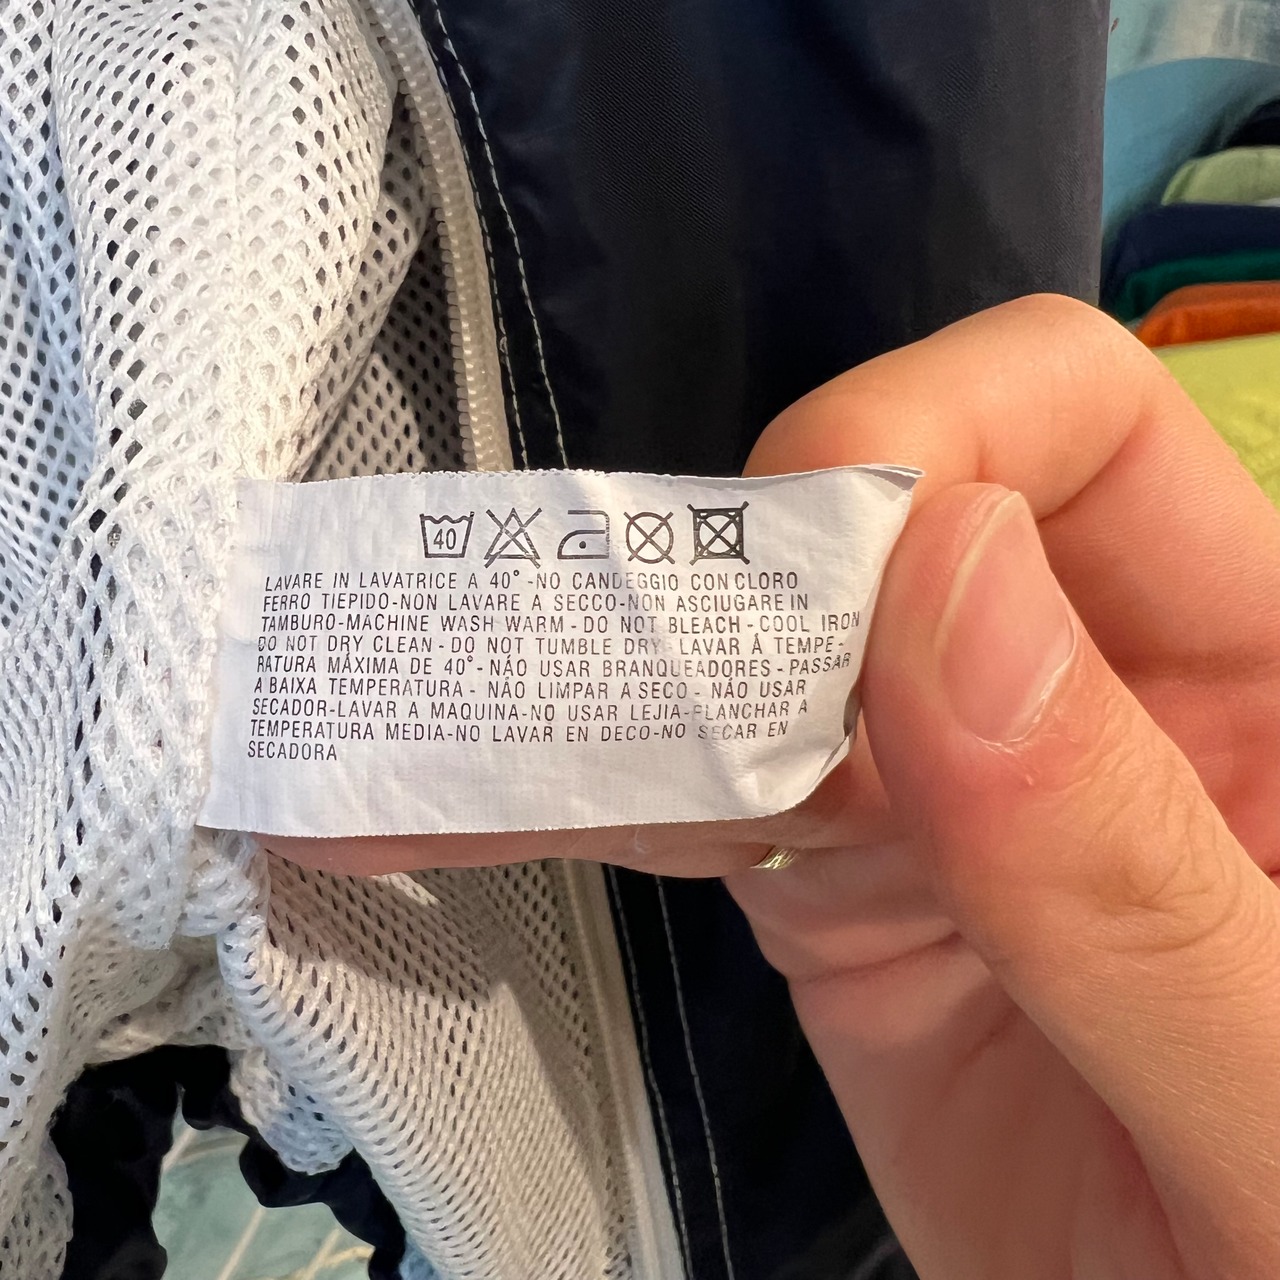 40
LAVARE IN LAVATRICE A 40°-NO CANDEGGIO CON CLORO
FERRO TIEPIDO-NON LAVARE A SECCO-NON ASCIUGARE IN
TAMBURO-MACHINE WASH WARM-DO NOT BLEACH-COOL IRON
DO NOT DRY CLEAN-DO NOT TUMBLE DRY-LAVAR Á TEMPE-
RATURA MÁXIMA DE 40°-NÁO USAR BRANQUEADORES-PASSAR
A BAIXA TEMPERATURA-NÃO LIMPAR A SECO-NÃO USAR
SECADOR-LAVAR A MAQUINA-NO USAR LEJIA-PLANCHAR A
TEMPERATURA MEDIA-NO LAVAR EN DECO-NO SECAR EN
SECADORA